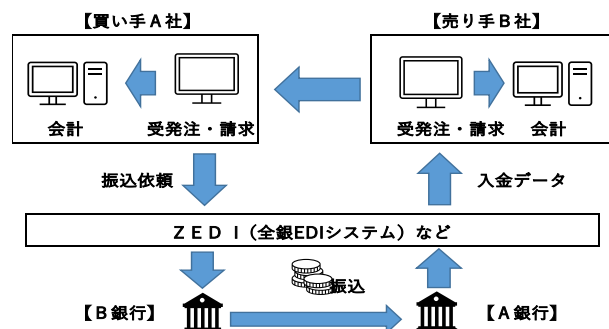 【買い手A社】
【売り手B社】
会計
受発注・請求
受発注・請求
会計
振込依頼
入金データ
ZEDI(全銀EDIシステム)など
振込
【B銀行】
【A銀行】